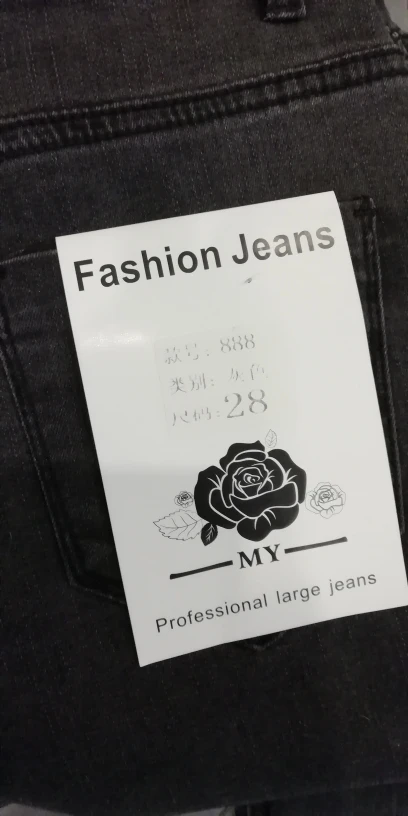 Fashion Jeans
款号: 888
类别: 灰色
尺码: 28
MY
Professional large jeans